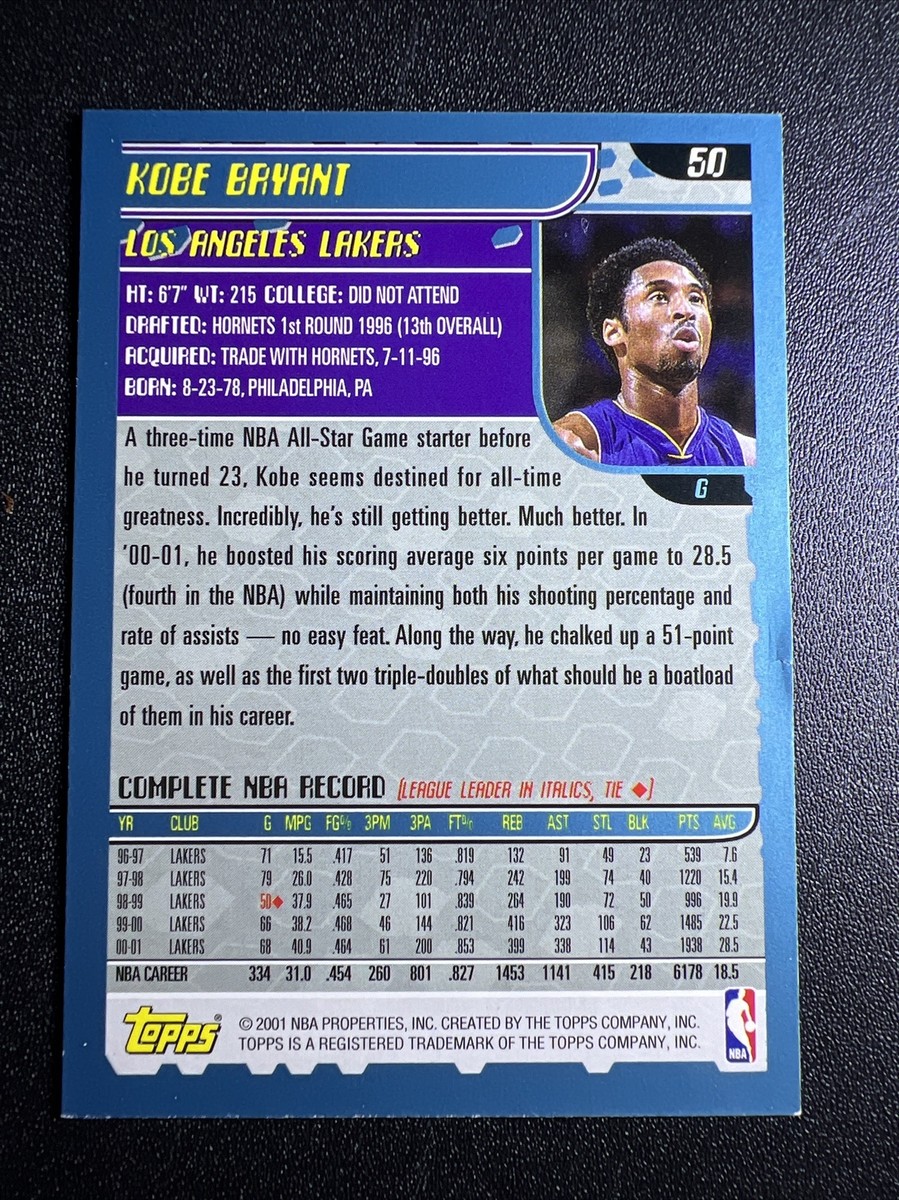 KOBE BRYANT
50
LOS ANGELES LAKERS
HT: 6'7" WT: 215 COLLEGE: DID NOT ATTEND
DRAFTED: HORNETS 1st ROUND 1996 (13th OVERALL)
ACQUIRED: TRADE WITH HORNETS, 7-11-96
BORN: 8-23-78, PHILADELPHIA, PA
G
A three-time NBA All-Star Game starter before
he turned 23, Kobe seems destined for all-time
greatness. Incredibly, he's still getting better. Much better. In
'00-01, he boosted his scoring average six points per game to 28.5
(fourth in the NBA) while maintaining both his shooting percentage and
rate of assists — no easy feat. Along the way, he chalked up a 51-point
game, as well as the first two triple-doubles of what should be a boatload
of them in his career.
COMPLETE NBA RECORD (LEAGUE LEADER IN ITALICS, TIE ◆)
YR CLUB G MPG FG% 3PM 3PA FT% REB AST STL BLK PTS AVG
96-97 LAKERS 71 15.5 .417 51 136 .819 132 91 49 23 539 7.6
97-98 LAKERS 79 26.0 .428 75 220 .794 242 199 74 40 1220 15.4
98-99 LAKERS 50◆ 37.9 .465 27 101 .839 264 190 72 50 996 19.9
99-00 LAKERS 66 38.2 .468 46 144 .821 416 323 106 62 1485 22.5
00-01 LAKERS 68 40.9 .464 61 200 .853 399 338 114 43 1938 28.5
NBA CAREER 334 31.0 .454 260 801 .827 1453 1141 415 218 6178 18.5
Topps®
© 2001 NBA PROPERTIES, INC. CREATED BY THE TOPPS COMPANY, INC.
TOPPS IS A REGISTERED TRADEMARK OF THE TOPPS COMPANY, INC.
NBA